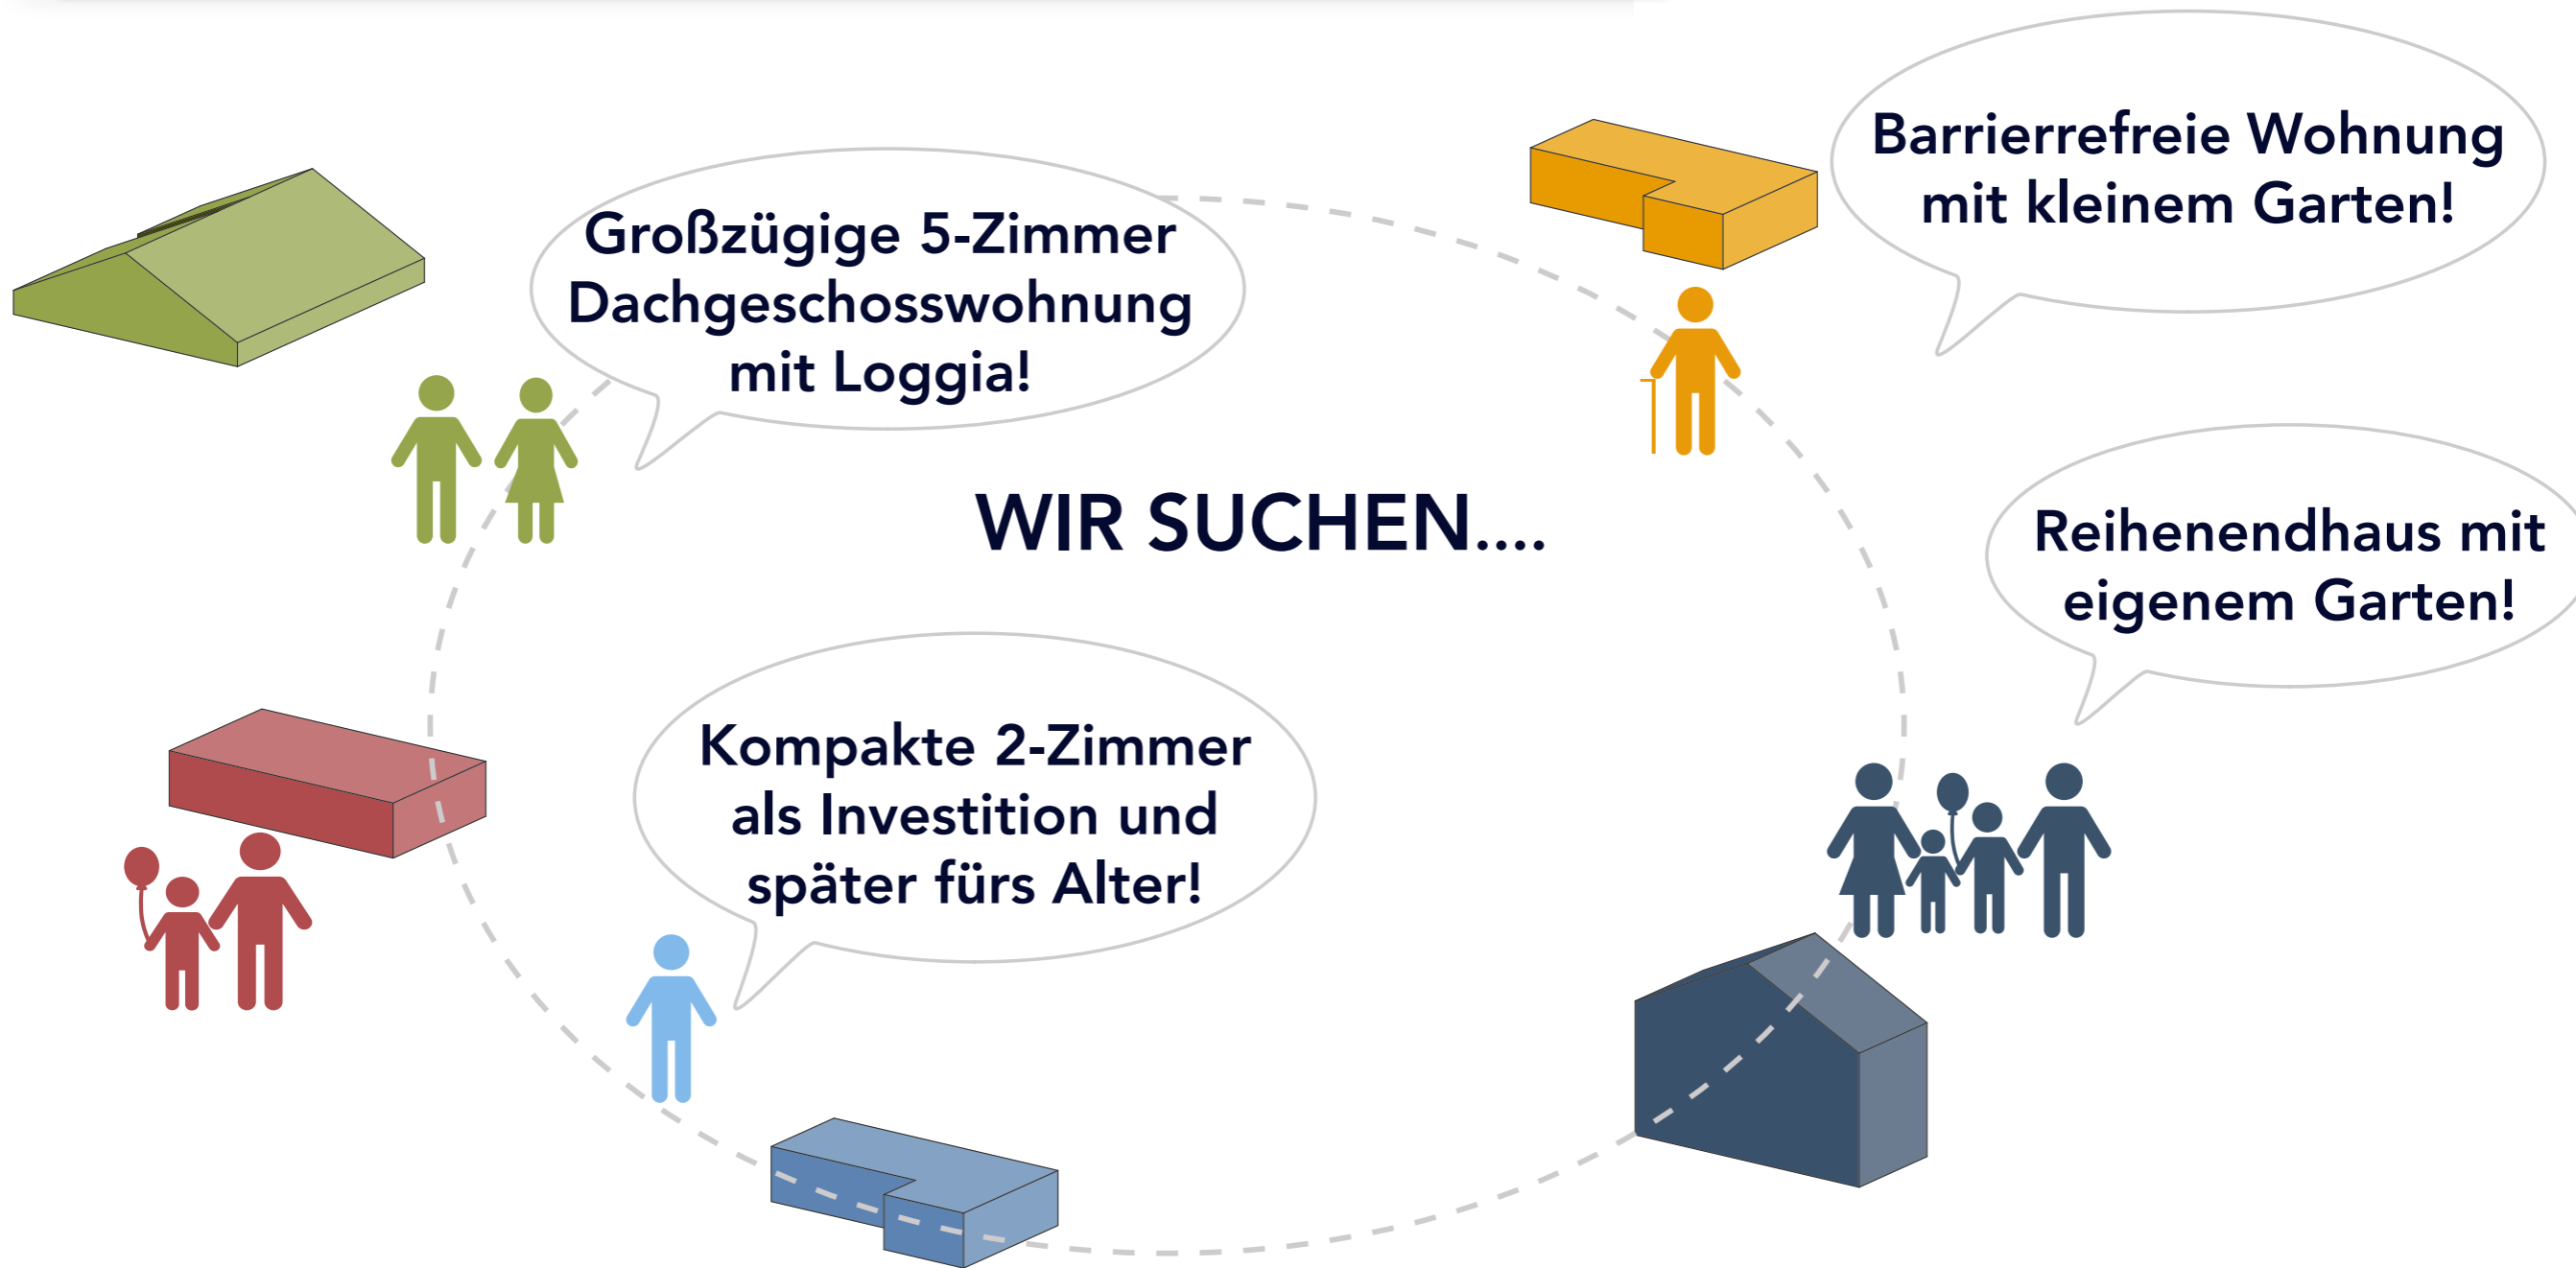 Barrierrefreie Wohnung
mit kleinem Garten!
Großzügige 5-Zimmer
Dachgeschosswohnung
mit Loggia!
WIR SUCHEN....
Reihenendhaus mit
eigenem Garten!
Kompakte 2-Zimmer
als Investition und
später fürs Alter!